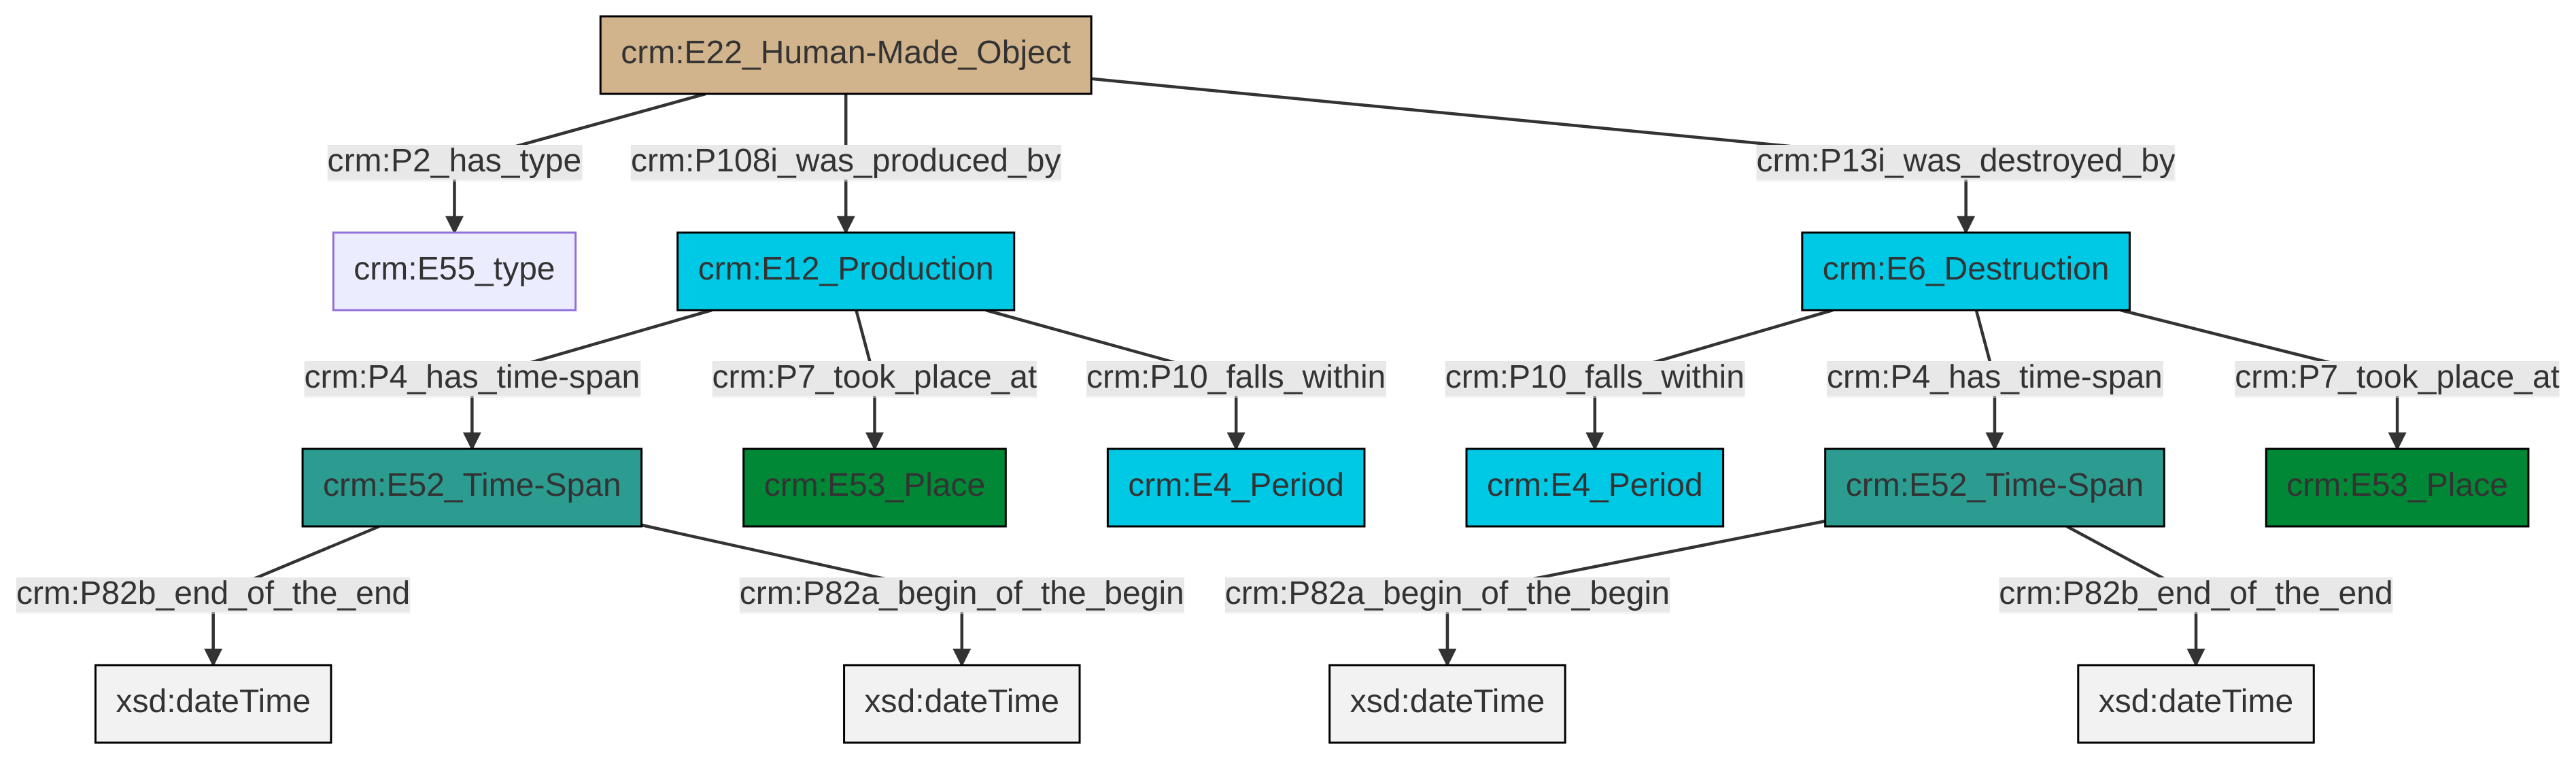 crm:E22_Human-Made_Object
crm:P2_has_type
crm:P108i_was_produced_by
crm:P13i_was_destroyed_by
crm:E55_type
crm:E12_Production
crm:E6_Destruction
crm:P4_has_time-span
crm:P7_took_place_at
crm:P10_falls_within
crm:P10_falls_within
crm:P4_has_time-span
crm:P7_took_place_at
crm:E52_Time-Span
crm:E53_Place
crm:E4_Period
crm:E4_Period
crm:E52_Time-Span
crm:E53_Place
crm:P82b_end_of_the_end
crm:P82a_begin_of_the_begin
crm:P82a_begin_of_the_begin
crm:P82b_end_of_the_end
xsd:dateTime
xsd:dateTime
xsd:dateTime
xsd:dateTime